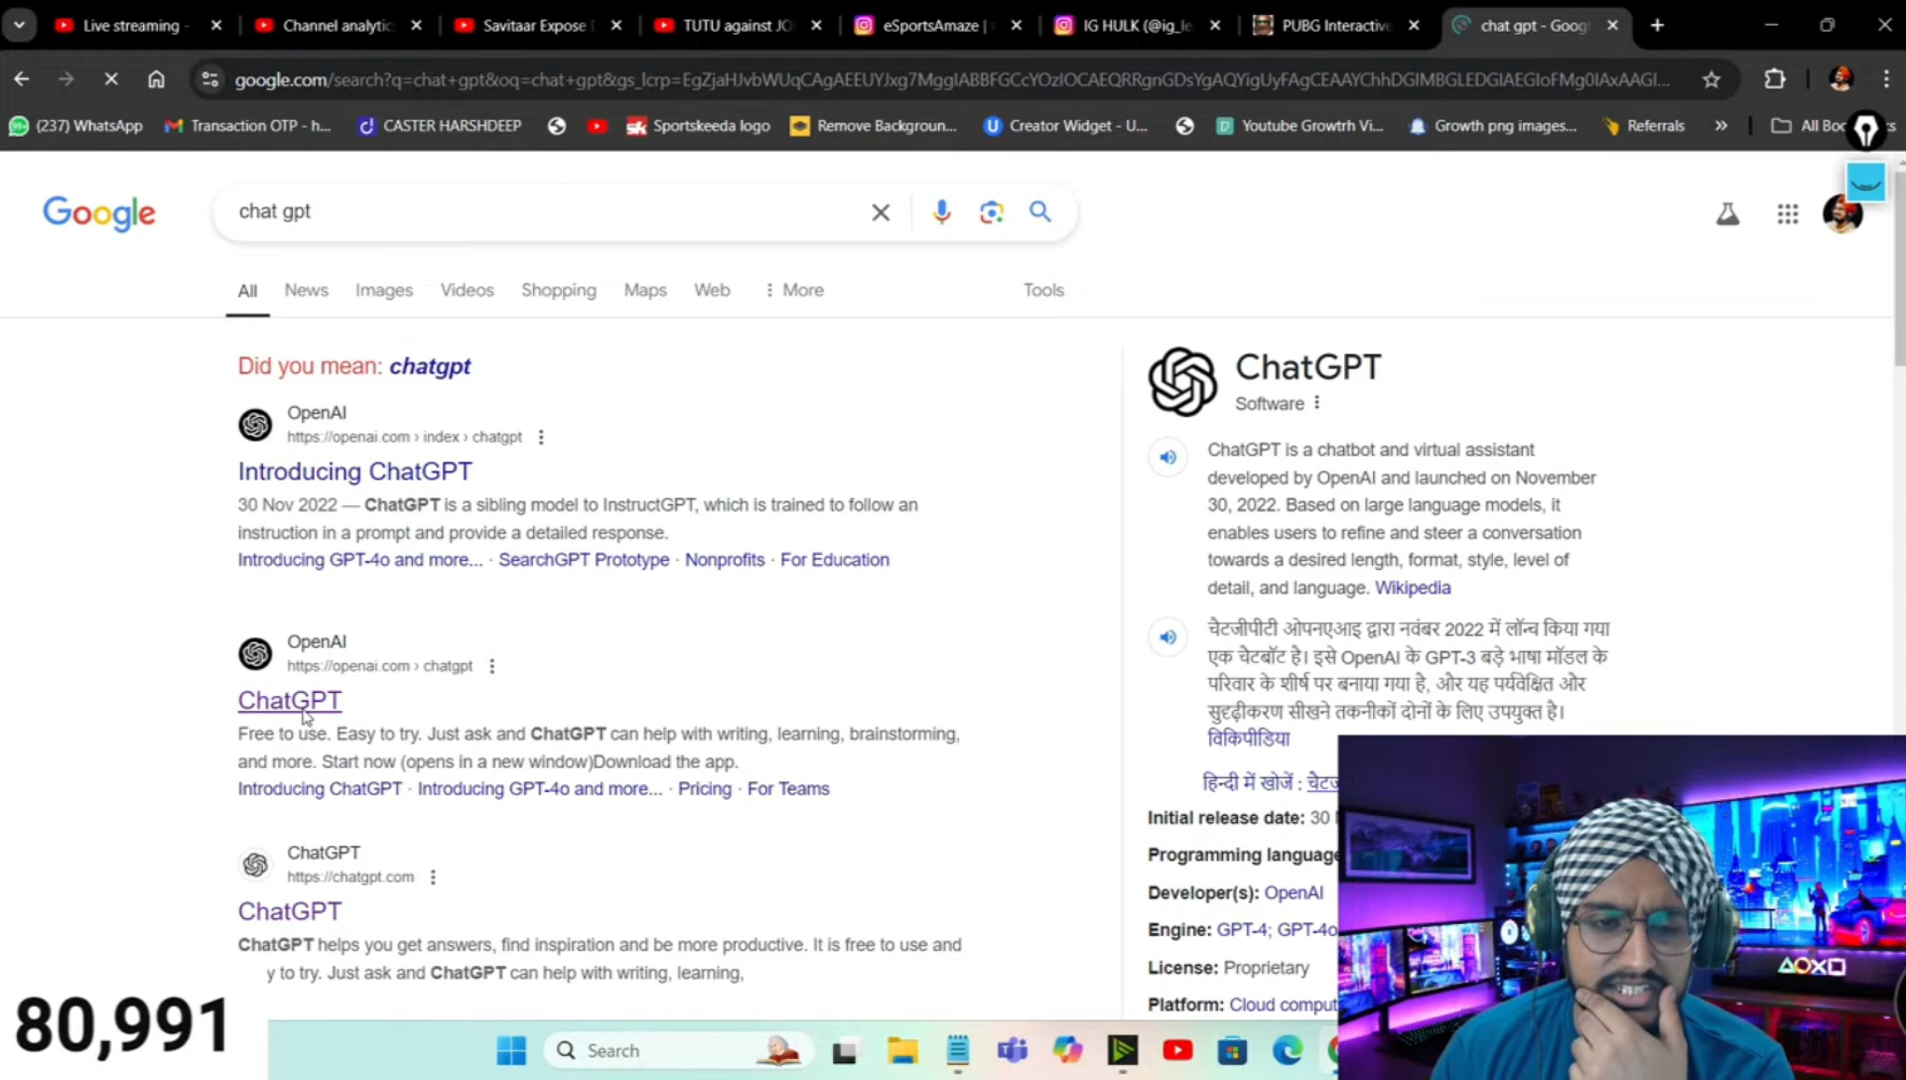 Live streaming -
Channel analytic
Savitaar Expose
TUTU against JO
eSportsAmaze |
IG HULK (@ig_le
PUBG Interactive
chat gpt - Goog
google.com/search?q=chat+gpt&oq=chat+gpt&gs_lcrp=EgZjaHJvbWUqCAgAEEUYJxg7MggIABBFGCcYOzIOCAEQRRgnGDsYgAQYigUyFAgCEAAYChhDGIMBGLEDGIAEGIoFMg0IAxAAGI...
(237) WhatsApp
Transaction OTP - h...
CASTER HARSHDEEP
Sportskeeda logo
Remove Backgroun...
Creator Widget - U...
Youtube Growtrh Vi...
Growth png images...
Referrals
»
All Boo
Google
chat gpt
All
News
Images
Videos
Shopping
Maps
Web
More
Tools
Did you mean: chatgpt
OpenAI
https://openai.com › index › chatgpt
Introducing ChatGPT
30 Nov 2022 — ChatGPT is a sibling model to InstructGPT, which is trained to follow an
instruction in a prompt and provide a detailed response.
Introducing GPT-4o and more... · SearchGPT Prototype · Nonprofits · For Education
OpenAI
https://openai.com › chatgpt
ChatGPT
Free to use. Easy to try. Just ask and ChatGPT can help with writing, learning, brainstorming,
and more. Start now (opens in a new window)Download the app.
Introducing ChatGPT · Introducing GPT-4o and more... · Pricing · For Teams
ChatGPT
https://chatgpt.com
ChatGPT
ChatGPT helps you get answers, find inspiration and be more productive. It is free to use and
y to try. Just ask and ChatGPT can help with writing, learning,
ChatGPT
Software
ChatGPT is a chatbot and virtual assistant
developed by OpenAI and launched on November
30, 2022. Based on large language models, it
enables users to refine and steer a conversation
towards a desired length, format, style, level of
detail, and language. Wikipedia
चैटजीपीटी ओपनएआइ द्वारा नवंबर 2022 में लॉन्च किया गया
एक चैटबॉट है। इसे OpenAI के GPT-3 बड़े भाषा मॉडल के
परिवार के शीर्ष पर बनाया गया है, और यह पर्यवेक्षित और
सुदृढ़ीकरण सीखने तकनीकों दोनों के लिए उपयुक्त है।
विकिपीडिया
हिन्दी में खोजें : चैटज
Initial release date: 30
Programming language
Developer(s): OpenAI
Engine: GPT-4; GPT-4o
License: Proprietary
Platform: Cloud comput
80,991
Search